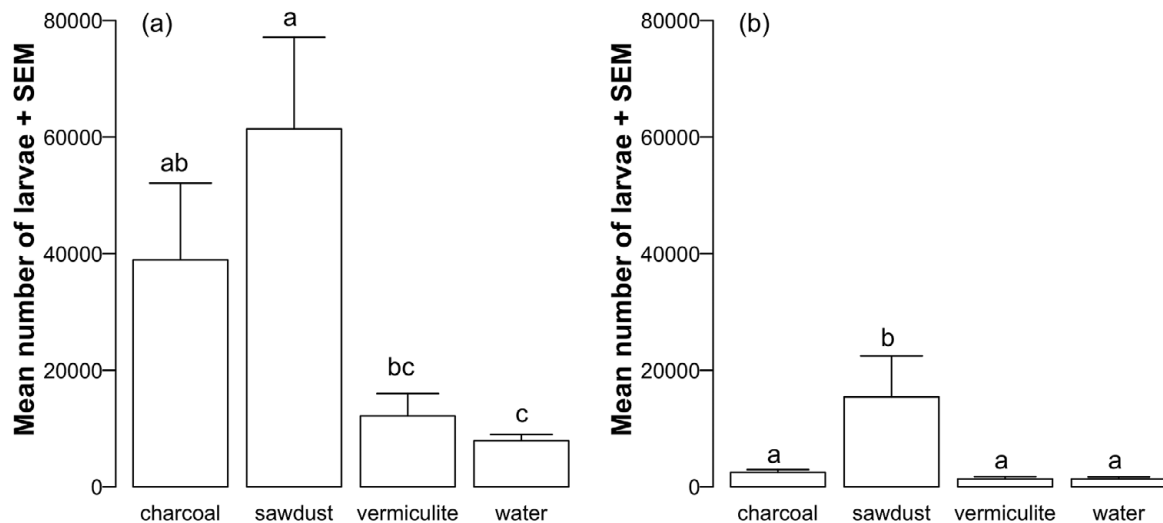 (a)
Mean number of larvae + SEM
80000
60000
40000
20000
0
ab
a
bc
c
charcoal sawdust vermiculite water
(b)
Mean number of larvae + SEM
80000
60000
40000
20000
0
a
b
a
a
charcoal sawdust vermiculite water